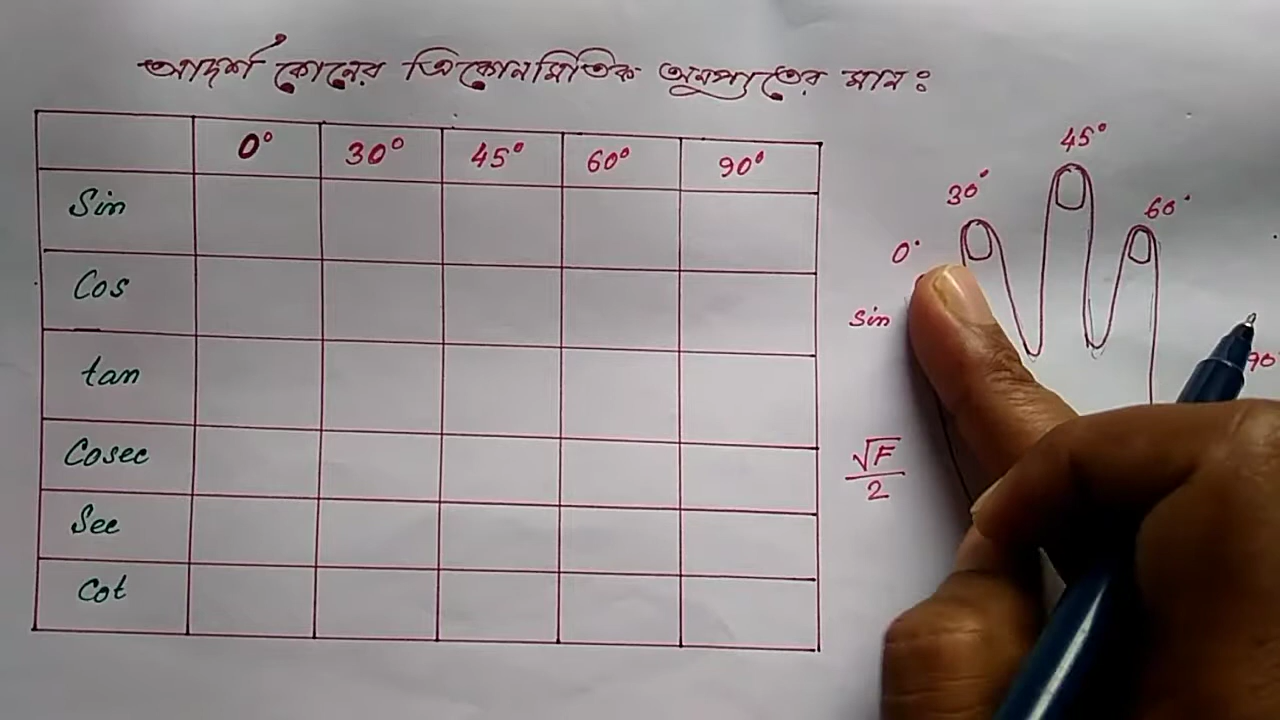 আদর্শ কোনের ত্রিকোনমিতিক অনুপাতের মান:
0° 30° 45° 60° 90°
Sin
Cos
tan
Cosec
Sec
Cot
45°
30°
60°
0°
Sin
90°
√F
2